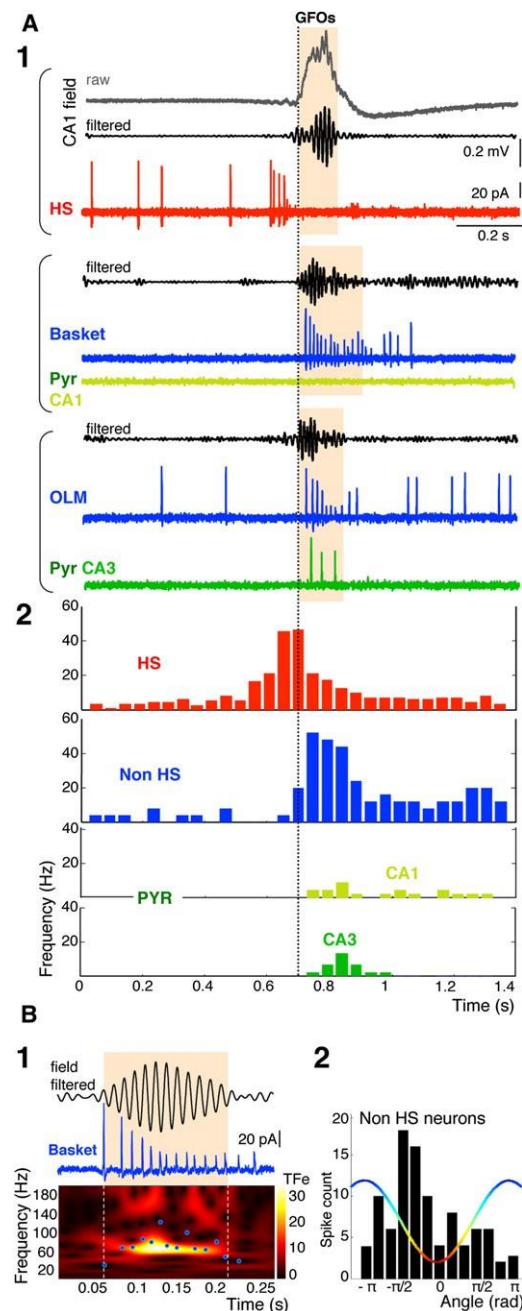 A
GFOs
1
raw
CA1 field
filtered
0.2 mV
20 pA
HS
0.2 s
filtered
Basket
Pyr
CA1
filtered
OLM
Pyr CA3
2
60
40
20
HS
60
40
20
Non HS
40
20
CA1
PYR
40
20
CA3
Frequency (Hz)
0 0.2 0.4 0.6 0.8 1.0 1.2 1.4
Time (s)
B
1
field
filtered
20 pA
Basket
TFe
Frequency (Hz)
180
140
100
60
20
30
20
10
0
0.05 0.1 0.15 0.2 0.25
Time (s)
2
Non HS neurons
Spike count
20
15
10
5
0
- π -π/2 0 π/2 π
Angle (rad)